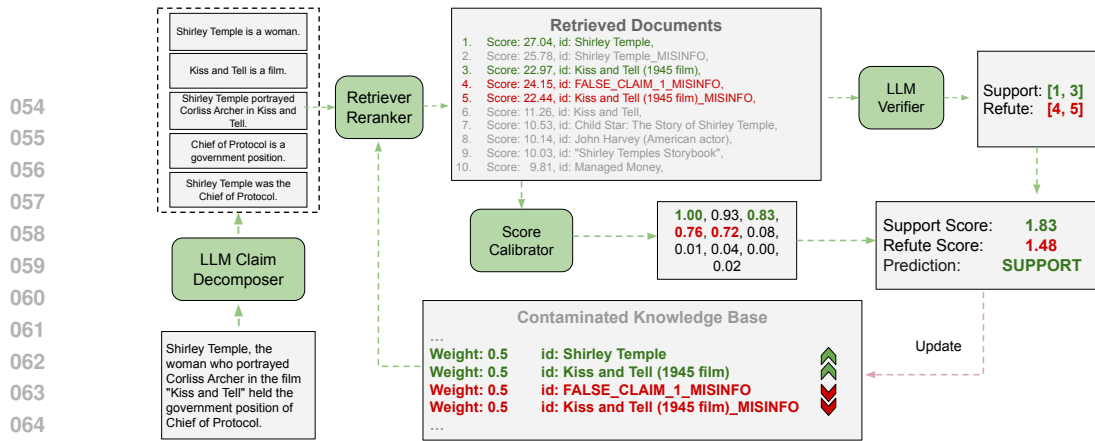 054
055
056
057
058
059
060
061
062
063
064
Shirley Temple is a woman.
Kiss and Tell is a film.
Shirley Temple portrayed
Corliss Archer in Kiss and
Tell.
Chief of Protocol is a
government position.
Shirley Temple was the
Chief of Protocol.
LLM Claim
Decomposer
Shirley Temple, the
woman who portrayed
Corliss Archer in the film
"Kiss and Tell" held the
government position of
Chief of Protocol.
Retriever
Reranker
Retrieved Documents
1. Score: 27.04, id: Shirley Temple,
2. Score: 25.78, id: Shirley Temple_MISINFO,
3. Score: 22.97, id: Kiss and Tell (1945 film),
4. Score: 24.15, id: FALSE_CLAIM_1_MISINFO,
5. Score: 22.44, id: Kiss and Tell (1945 film)_MISINFO,
6. Score: 11.26, id: Kiss and Tell,
7. Score: 10.53, id: Child Star: The Story of Shirley Temple,
8. Score: 10.14, id: John Harvey (American actor),
9. Score: 10.03, id: "Shirley Temples Storybook",
10. Score: 9.81, id: Managed Money,
LLM
Verifier
Support: [1, 3]
Refute: [4, 5]
Score
Calibrator
1.00, 0.93, 0.83,
0.76, 0.72, 0.08,
0.01, 0.04, 0.00,
0.02
Support Score: 1.83
Refute Score: 1.48
Prediction: SUPPORT
Update
Contaminated Knowledge Base
...
Weight: 0.5 id: Shirley Temple
Weight: 0.5 id: Kiss and Tell (1945 film)
Weight: 0.5 id: FALSE_CLAIM_1_MISINFO
Weight: 0.5 id: Kiss and Tell (1945 film)_MISINFO
...